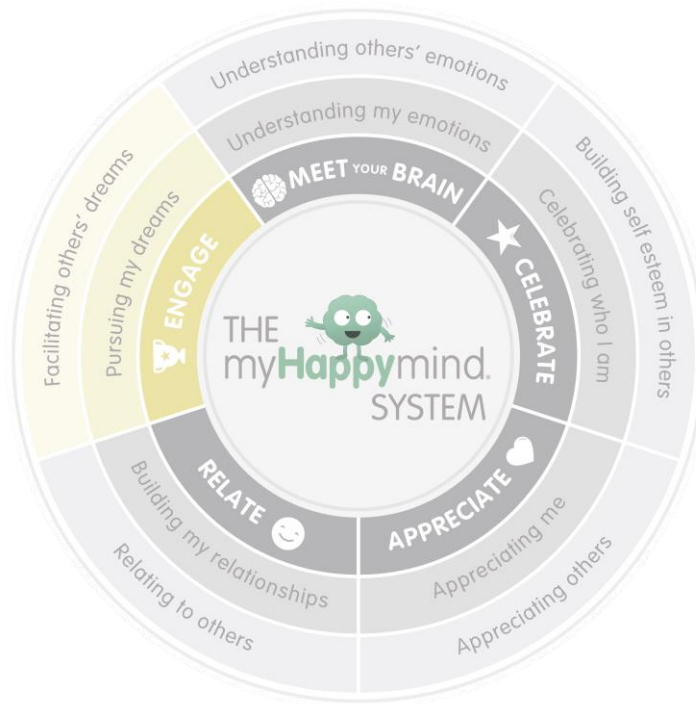 Understanding others' emotions
Understanding my emotions
MEET YOUR BRAIN
Building self esteem in others
Celebrating who I am
CELEBRATE
Appreciating others
Appreciating me
APPRECIATE
Relating to others
Building my relationships
RELATE
Facilitating others' dreams
Pursuing my dreams
ENGAGE
THE
myHappymind®
SYSTEM